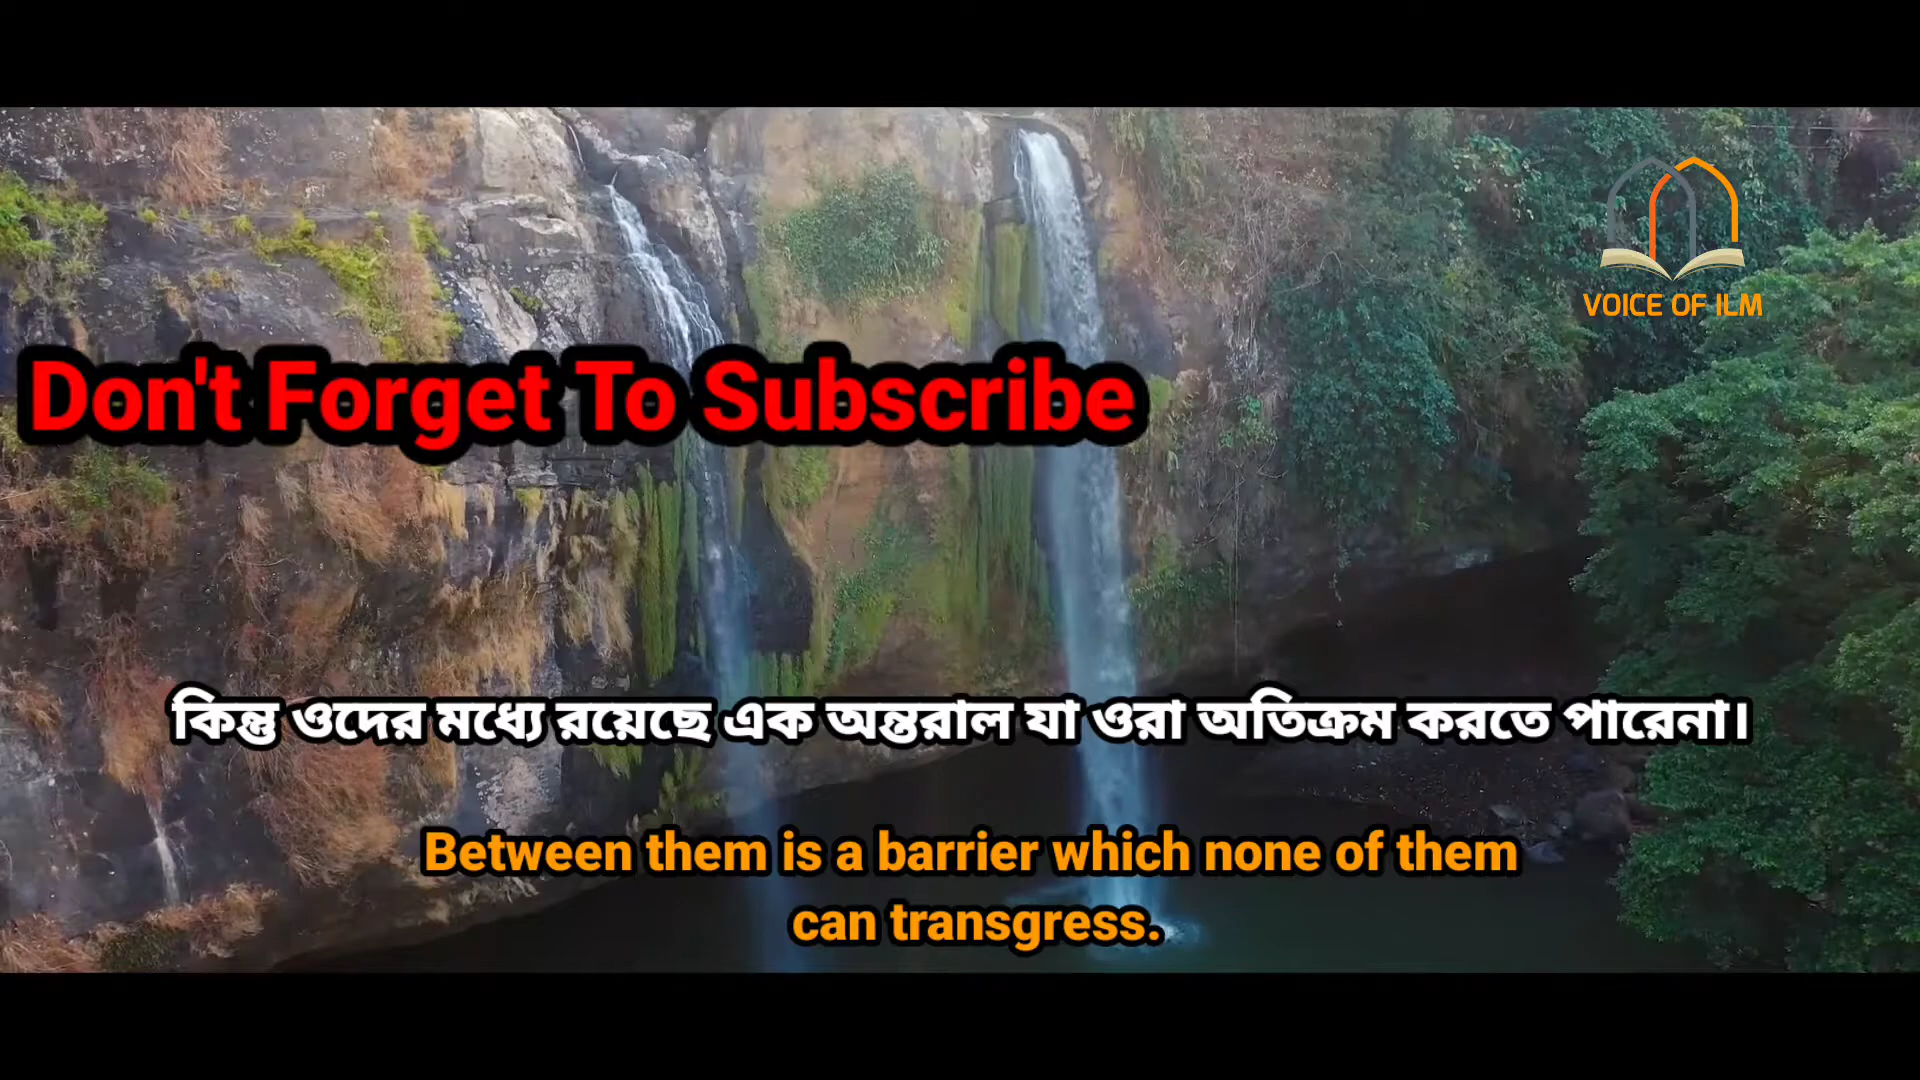 VOICE OF ILM
Don't Forget To Subscribe
কিন্তু ওদের মধ্যে রয়েছে এক অন্তরাল যা ওরা অতিক্রম করতে পারেনা।
Between them is a barrier which none of them
can transgress.